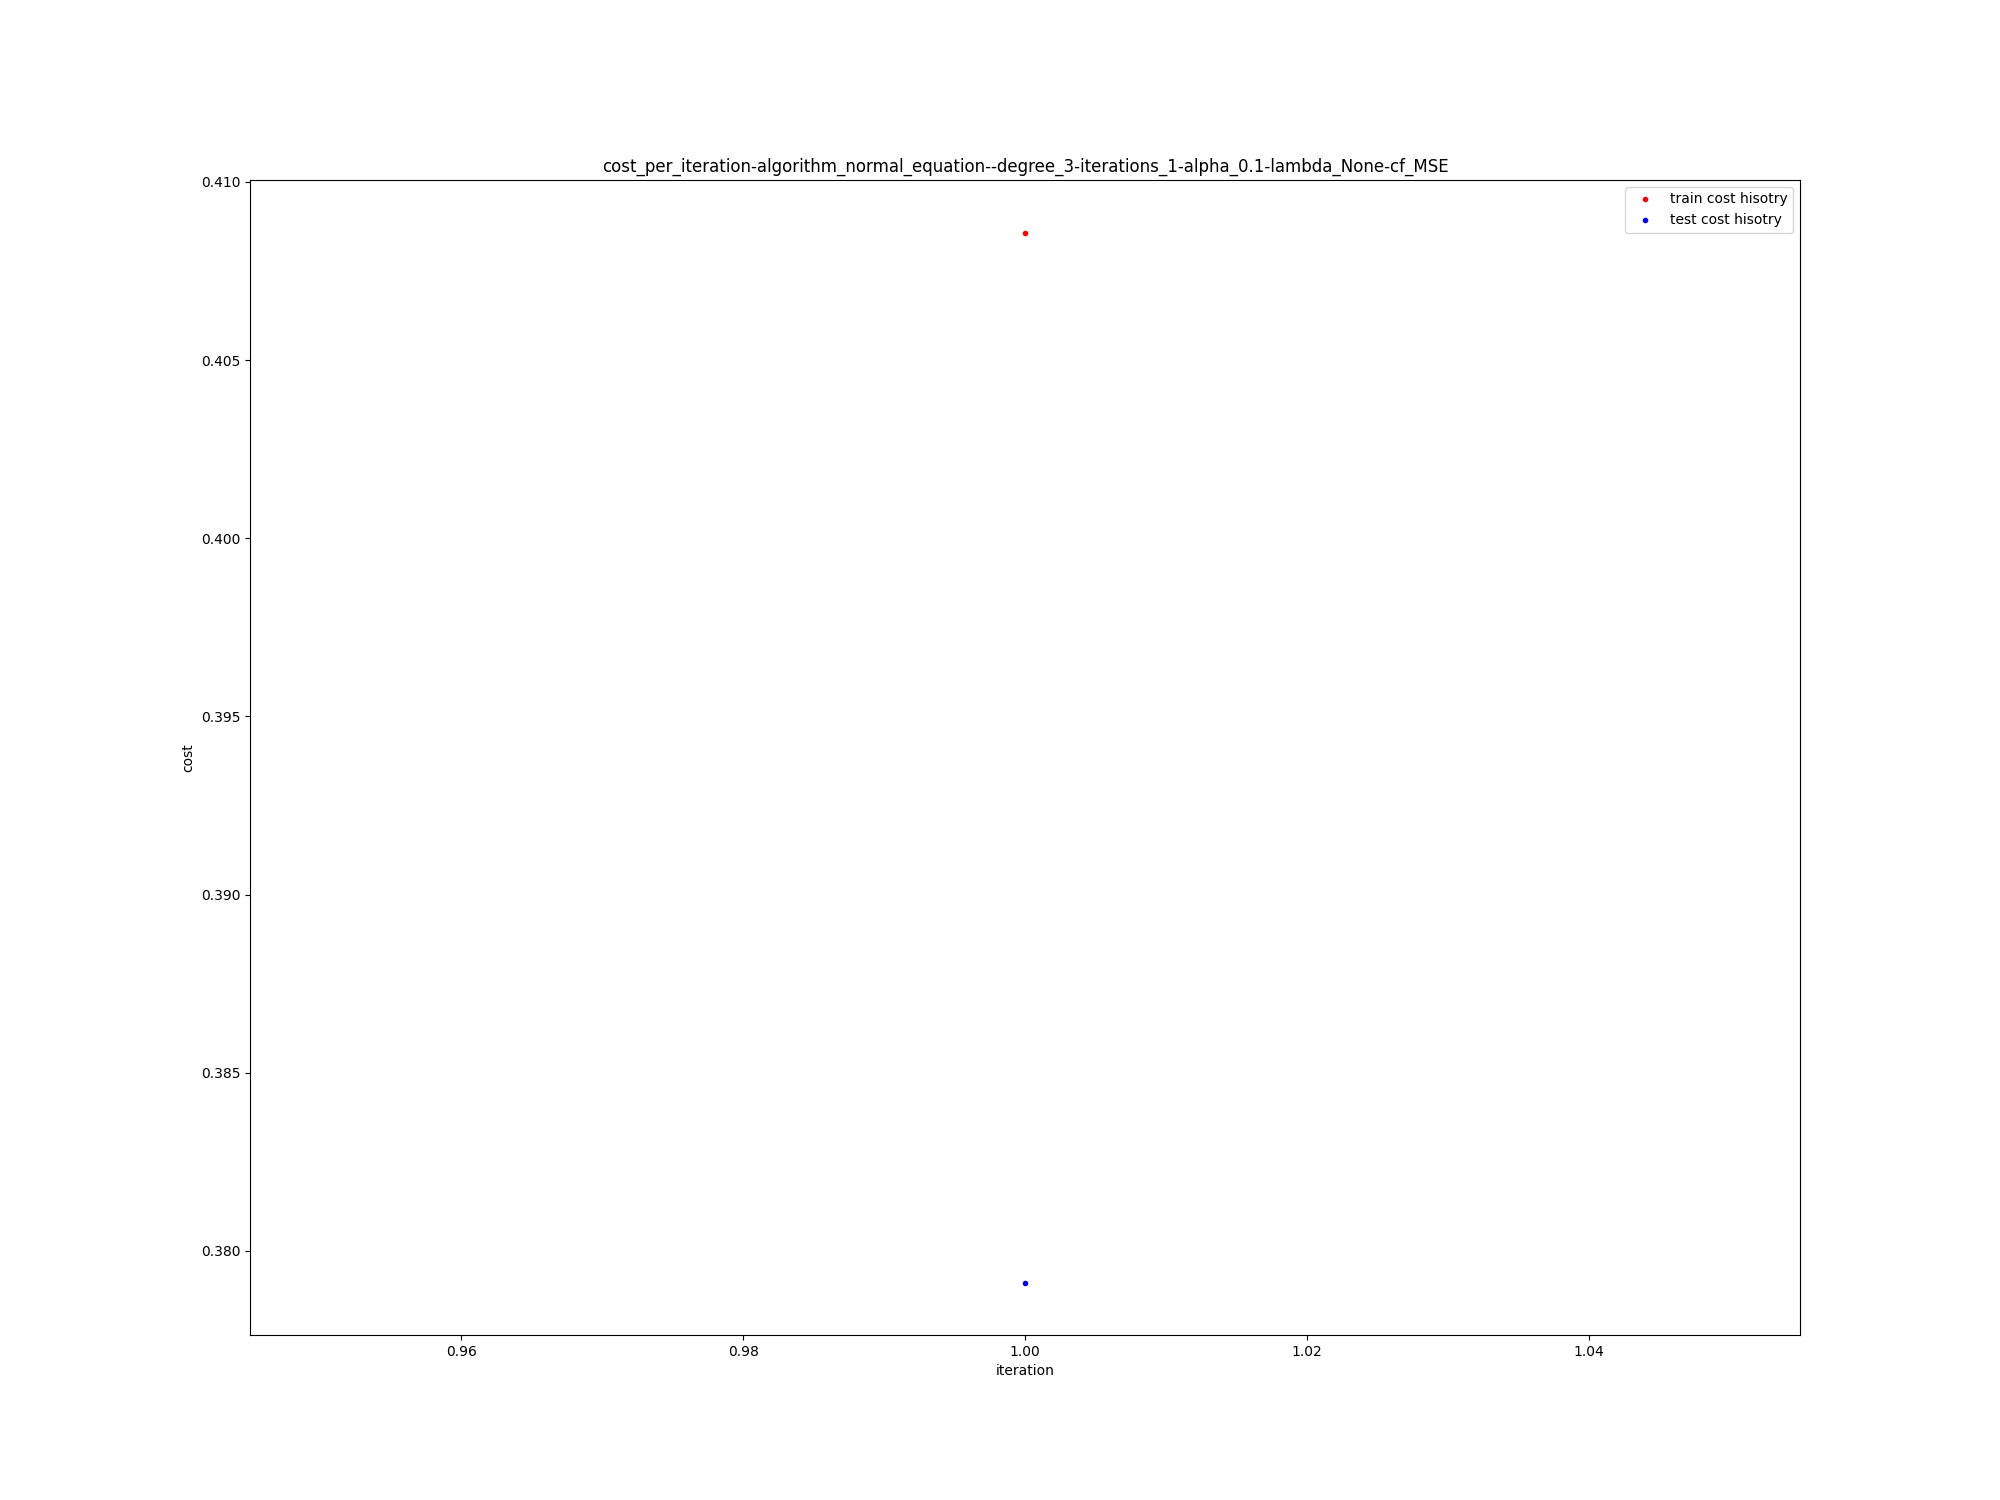 cost_per_iteration-algorithm_normal_equation--degree_3-iterations_1-alpha_0.1-lambda_None-cf_MSE
train cost hisotry
test cost hisotry
0.410
0.405
0.400
0.395
0.390
0.385
0.380
cost
0.96 0.98 1.00 1.02 1.04
iteration